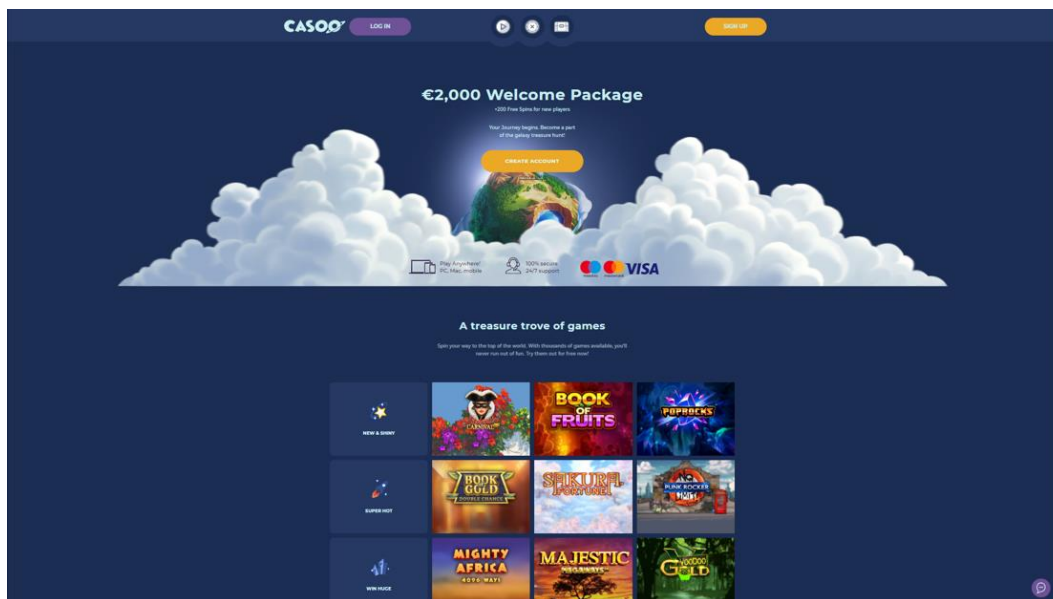 CASOO
LOG IN
SIGN UP
€2,000 Welcome Package
+200 Free Spins for new players
Your Journey begins. Become a part
of the galaxy treasure hunt!
CREATE ACCOUNT
Play Anywhere!
PC, Mac, mobile
100% secure
24/7 support
VISA
A treasure trove of games
Spin your way to the top of the world. With thousands of games available, you'll
never run out of fun. Try them out for free now!
NEW & SHINY
CARNIVAL
BOOK
OF
FRUITS
POPROCKS
SUPER HOT
BOOK
OF
GOLD
DOUBLE CHANCE
SAKURA
FORTUNE
PUNK ROCKER
WIN HUGE
MIGHTY
AFRICA
4096 WAYS
MAJESTIC
MEGAWAYS
VOODOO
GOLD